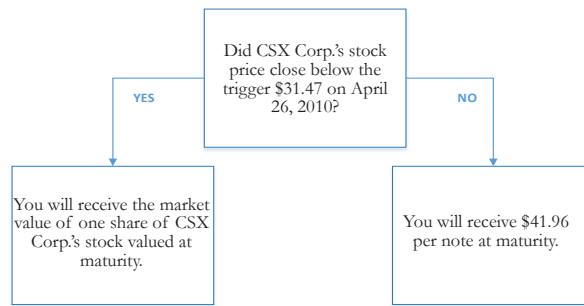 Did CSX Corp.'s stock
price close below the
trigger $31.47 on April
26, 2010?
YES
NO
You will receive the market
value of one share of CSX
Corp.'s stock valued at
maturity.
You will receive $41.96
per note at maturity.